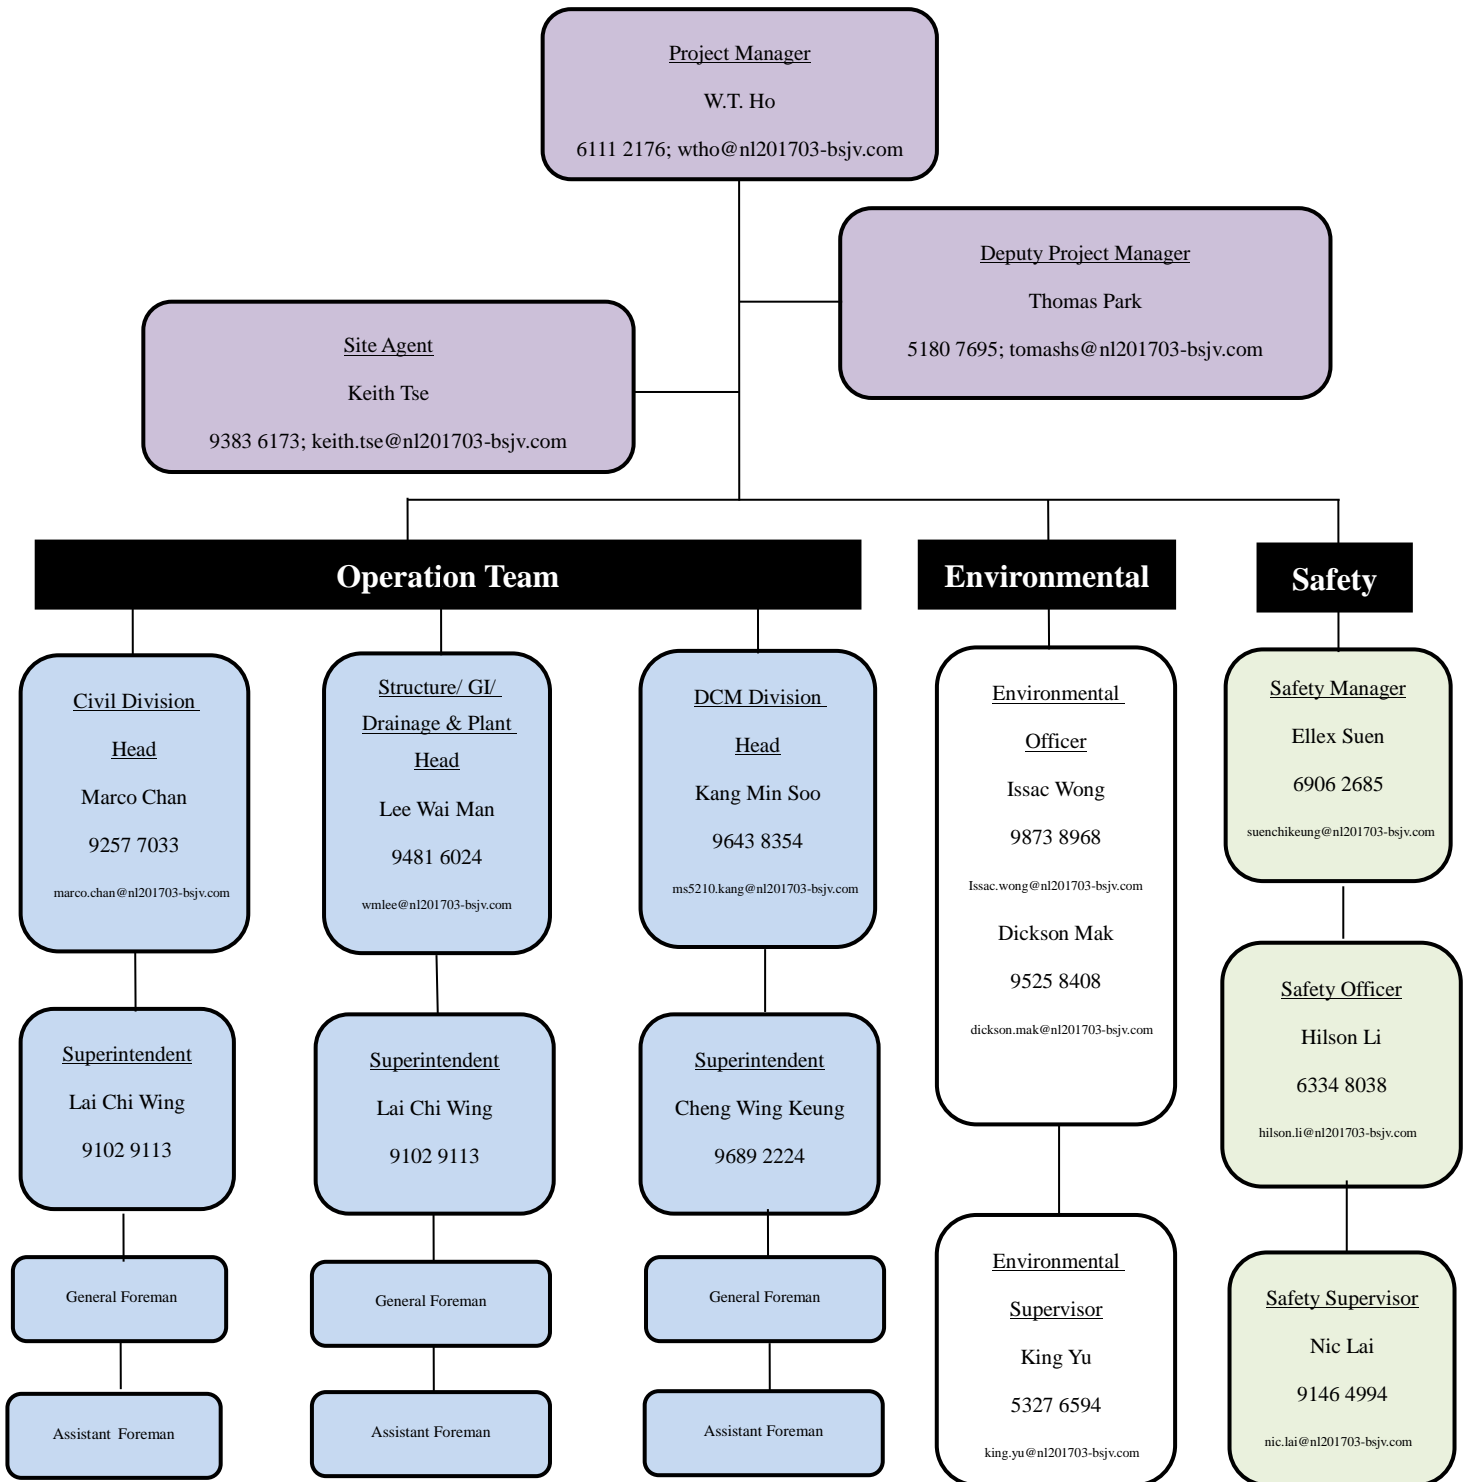 Project Manager
W.T. Ho
6111 2176; wtho@nl201703-bsjv.com
Deputy Project Manager
Thomas Park
5180 7695; tomashs@nl201703-bsjv.com
Site Agent
Keith Tse
9383 6173; keith.tse@nl201703-bsjv.com
Operation Team
Civil Division
Head
Marco Chan
9257 7033
marco.chan@nl201703-bsjv.com
Superintendent
Lai Chi Wing
9102 9113
General Foreman
Assistant Foreman
Structure/ GI/
Drainage & Plant
Head
Lee Wai Man
9481 6024
wmlee@nl201703-bsjv.com
Superintendent
Lai Chi Wing
9102 9113
General Foreman
Assistant Foreman
DCM Division
Head
Kang Min Soo
9643 8354
ms5210.kang@nl201703-bsjv.com
Superintendent
Cheng Wing Keung
9689 2224
General Foreman
Assistant Foreman
Environmental
Environmental
Officer
Issac Wong
9873 8968
Issac.wong@nl201703-bsjv.com
Dickson Mak
9525 8408
dickson.mak@nl201703-bsjv.com
Environmental
Supervisor
King Yu
5327 6594
king.yu@nl201703-bsjv.com
Safety
Safety Manager
Ellex Suen
6906 2685
suenchikeung@nl201703-bsjv.com
Safety Officer
Hilson Li
6334 8038
hilson.li@nl201703-bsjv.com
Safety Supervisor
Nic Lai
9146 4994
nic.lai@nl201703-bsjv.com